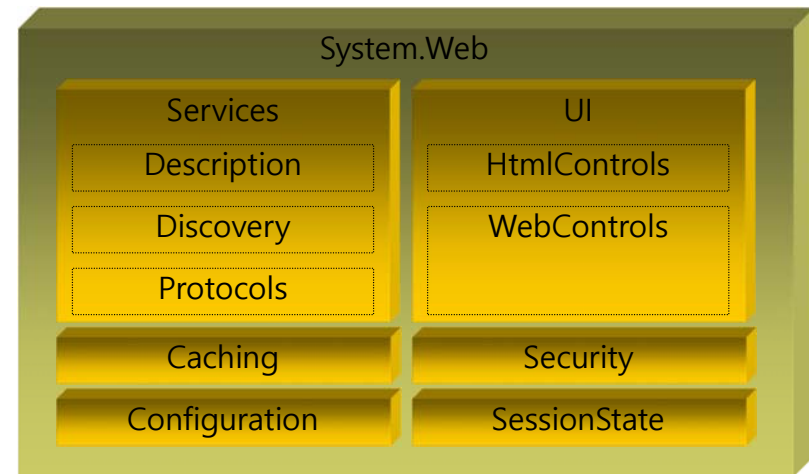 System.Web
Services
Description
Discovery
Protocols
UI
HtmlControls
WebControls
Caching
Security
Configuration
SessionState